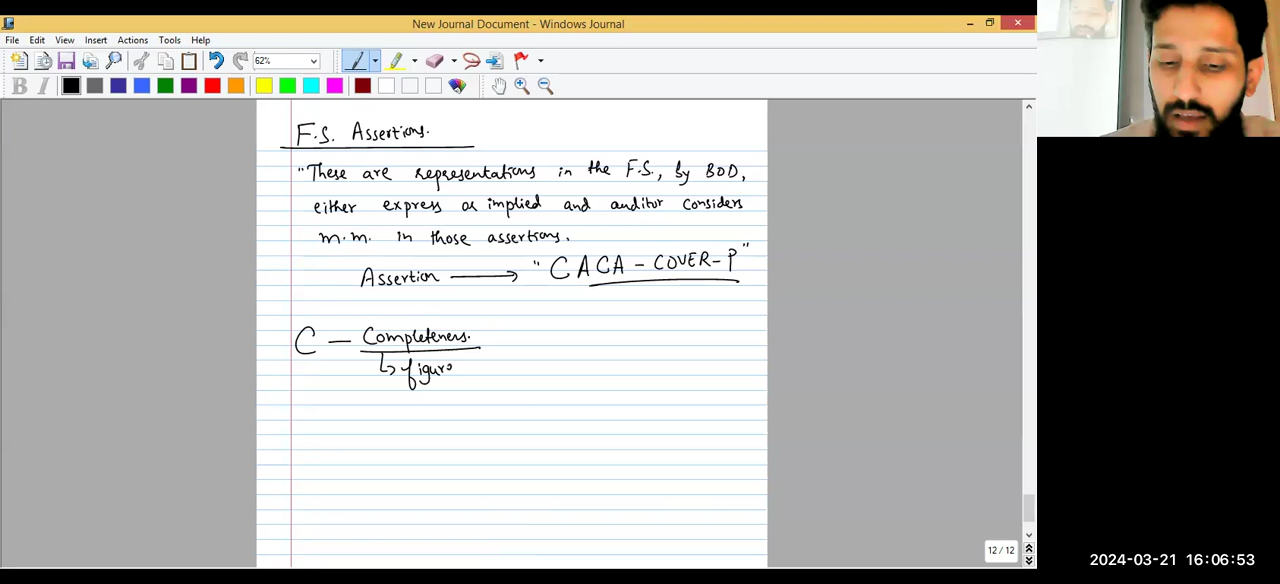 New Journal Document - Windows Journal
File Edit View Insert Actions Tools Help
62%
B I
F.S. Assertions.
"These are representations in the F.S., by BOD,
either express or implied and auditor considers
m.m. in those assertions.
Assertion → "CACA - COVER - P"
C — Completeness.
↳ figure
12 / 12
2024-03-21 16:06:53